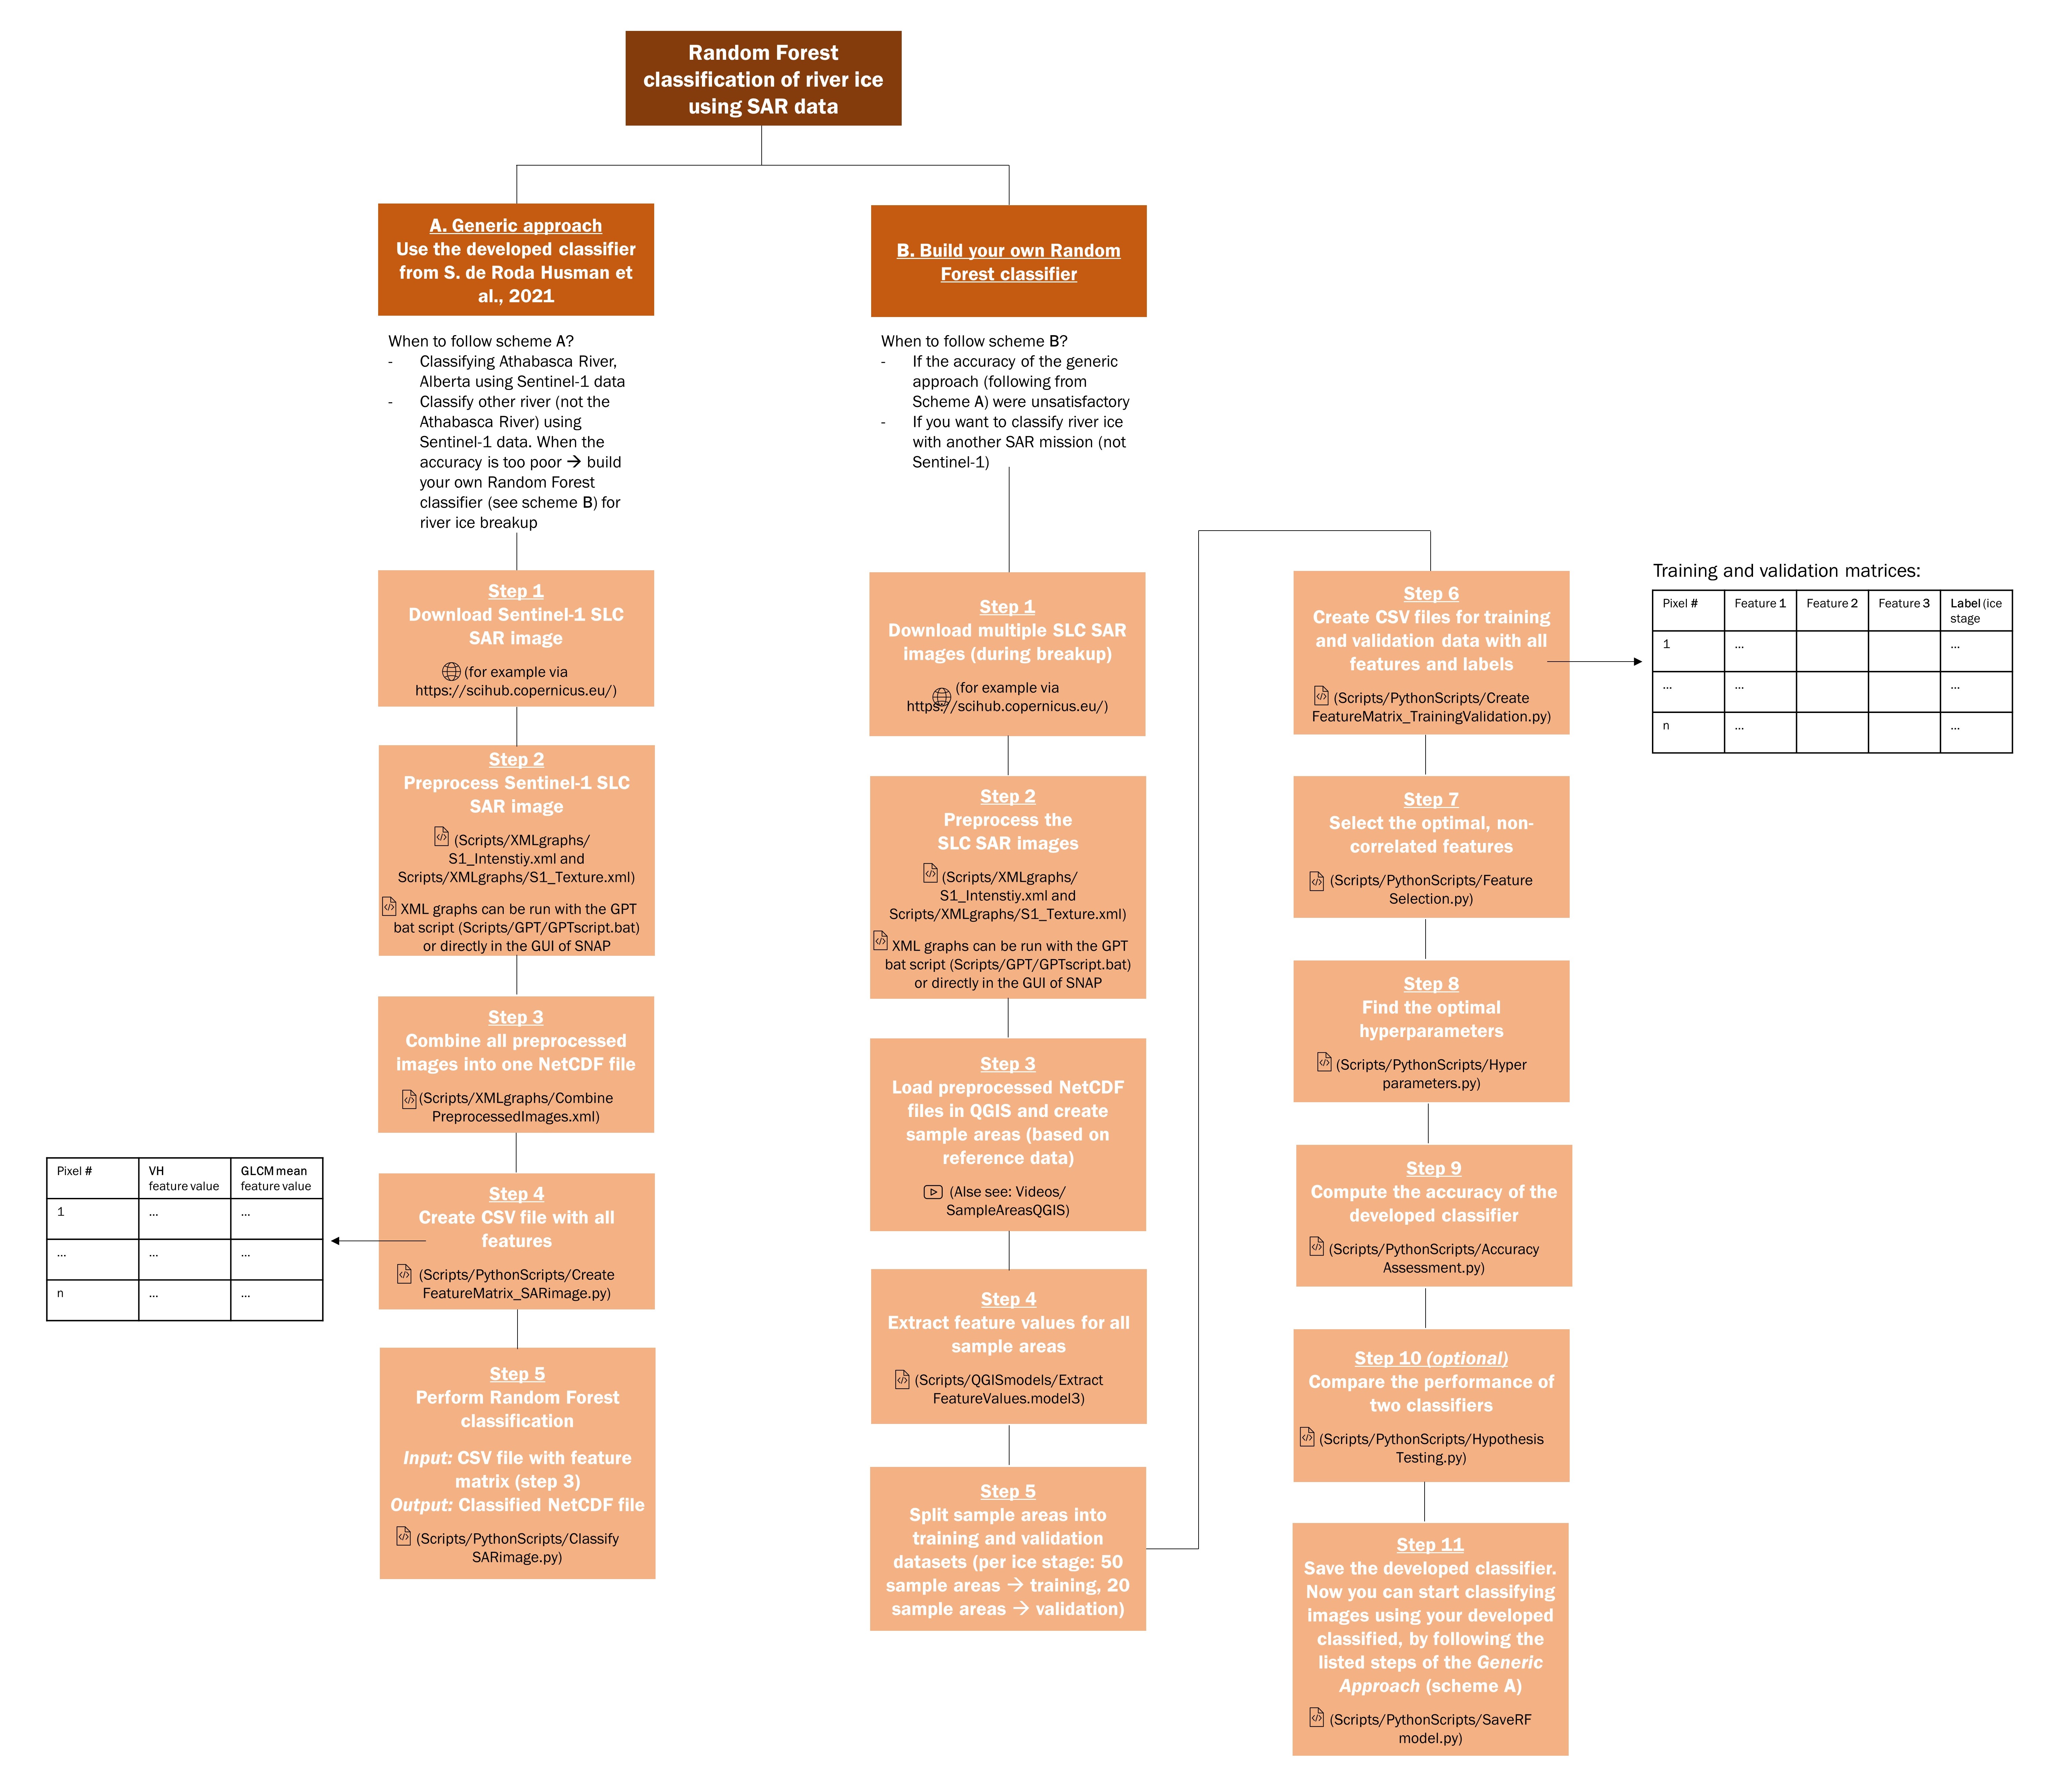 Random Forest
classification of river ice
using SAR data
A. Generic approach
Use the developed classifier
from S. de Roda Husman et
al., 2021
When to follow scheme A?
- Classifying Athabasca River,
Alberta using Sentinel-1 data
- Classify other river (not the
Athabasca River) using
Sentinel-1 data. When the
accuracy is too poor → build
your own Random Forest
classifier (see scheme B) for
river ice breakup
Step 1
Download Sentinel-1 SLC
SAR image
(for example via
https://scihub.copernicus.eu/)
Step 2
Preprocess Sentinel-1 SLC
SAR image
(Scripts/XMLgraphs/
S1_Intenstiy.xml and
Scripts/XMLgraphs/S1_Texture.xml)
XML graphs can be run with the GPT
bat script (Scripts/GPT/GPTscript.bat)
or directly in the GUI of SNAP
Step 3
Combine all preprocessed
images into one NetCDF file
(Scripts/XMLgraphs/Combine
PreprocessedImages.xml)
Step 4
Create CSV file with all
features
(Scripts/PythonScripts/Create
FeatureMatrix_SARimage.py)
Pixel # VH feature value GLCM mean feature value
1 ... ...
... ... ...
n ... ...
Step 5
Perform Random Forest
classification
Input: CSV file with feature
matrix (step 3)
Output: Classified NetCDF file
(Scripts/PythonScripts/Classify
SARimage.py)
B. Build your own Random
Forest classifier
When to follow scheme B?
- If the accuracy of the generic
approach (following from
Scheme A) were unsatisfactory
- If you want to classify river ice
with another SAR mission (not
Sentinel-1)
Step 1
Download multiple SLC SAR
images (during breakup)
(for example via
https://scihub.copernicus.eu/)
Step 2
Preprocess the
SLC SAR images
(Scripts/XMLgraphs/
S1_Intenstiy.xml and
Scripts/XMLgraphs/S1_Texture.xml)
XML graphs can be run with the GPT
bat script (Scripts/GPT/GPTscript.bat)
or directly in the GUI of SNAP
Step 3
Load preprocessed NetCDF
files in QGIS and create
sample areas (based on
reference data)
(Alse see: Videos/
SampleAreasQGIS)
Step 4
Extract feature values for all
sample areas
(Scripts/QGISmodels/Extract
FeatureValues.model3)
Step 5
Split sample areas into
training and validation
datasets (per ice stage: 50
sample areas → training, 20
sample areas → validation)
Step 6
Create CSV files for training
and validation data with all
features and labels
(Scripts/PythonScripts/Create
FeatureMatrix_TrainingValidation.py)
Training and validation matrices:
Pixel # Feature 1 Feature 2 Feature 3 Label (ice stage
1 ... ...
... ... ...
n ... ...
Step 7
Select the optimal, non-
correlated features
(Scripts/PythonScripts/Feature
Selection.py)
Step 8
Find the optimal
hyperparameters
(Scripts/PythonScripts/Hyper
parameters.py)
Step 9
Compute the accuracy of the
developed classifier
(Scripts/PythonScripts/Accuracy
Assessment.py)
Step 10 (optional)
Compare the performance of
two classifiers
(Scripts/PythonScripts/Hypothesis
Testing.py)
Step 11
Save the developed classifier.
Now you can start classifying
images using your developed
classified, by following the
listed steps of the Generic
Approach (scheme A)
(Scripts/PythonScripts/SaveRF
model.py)